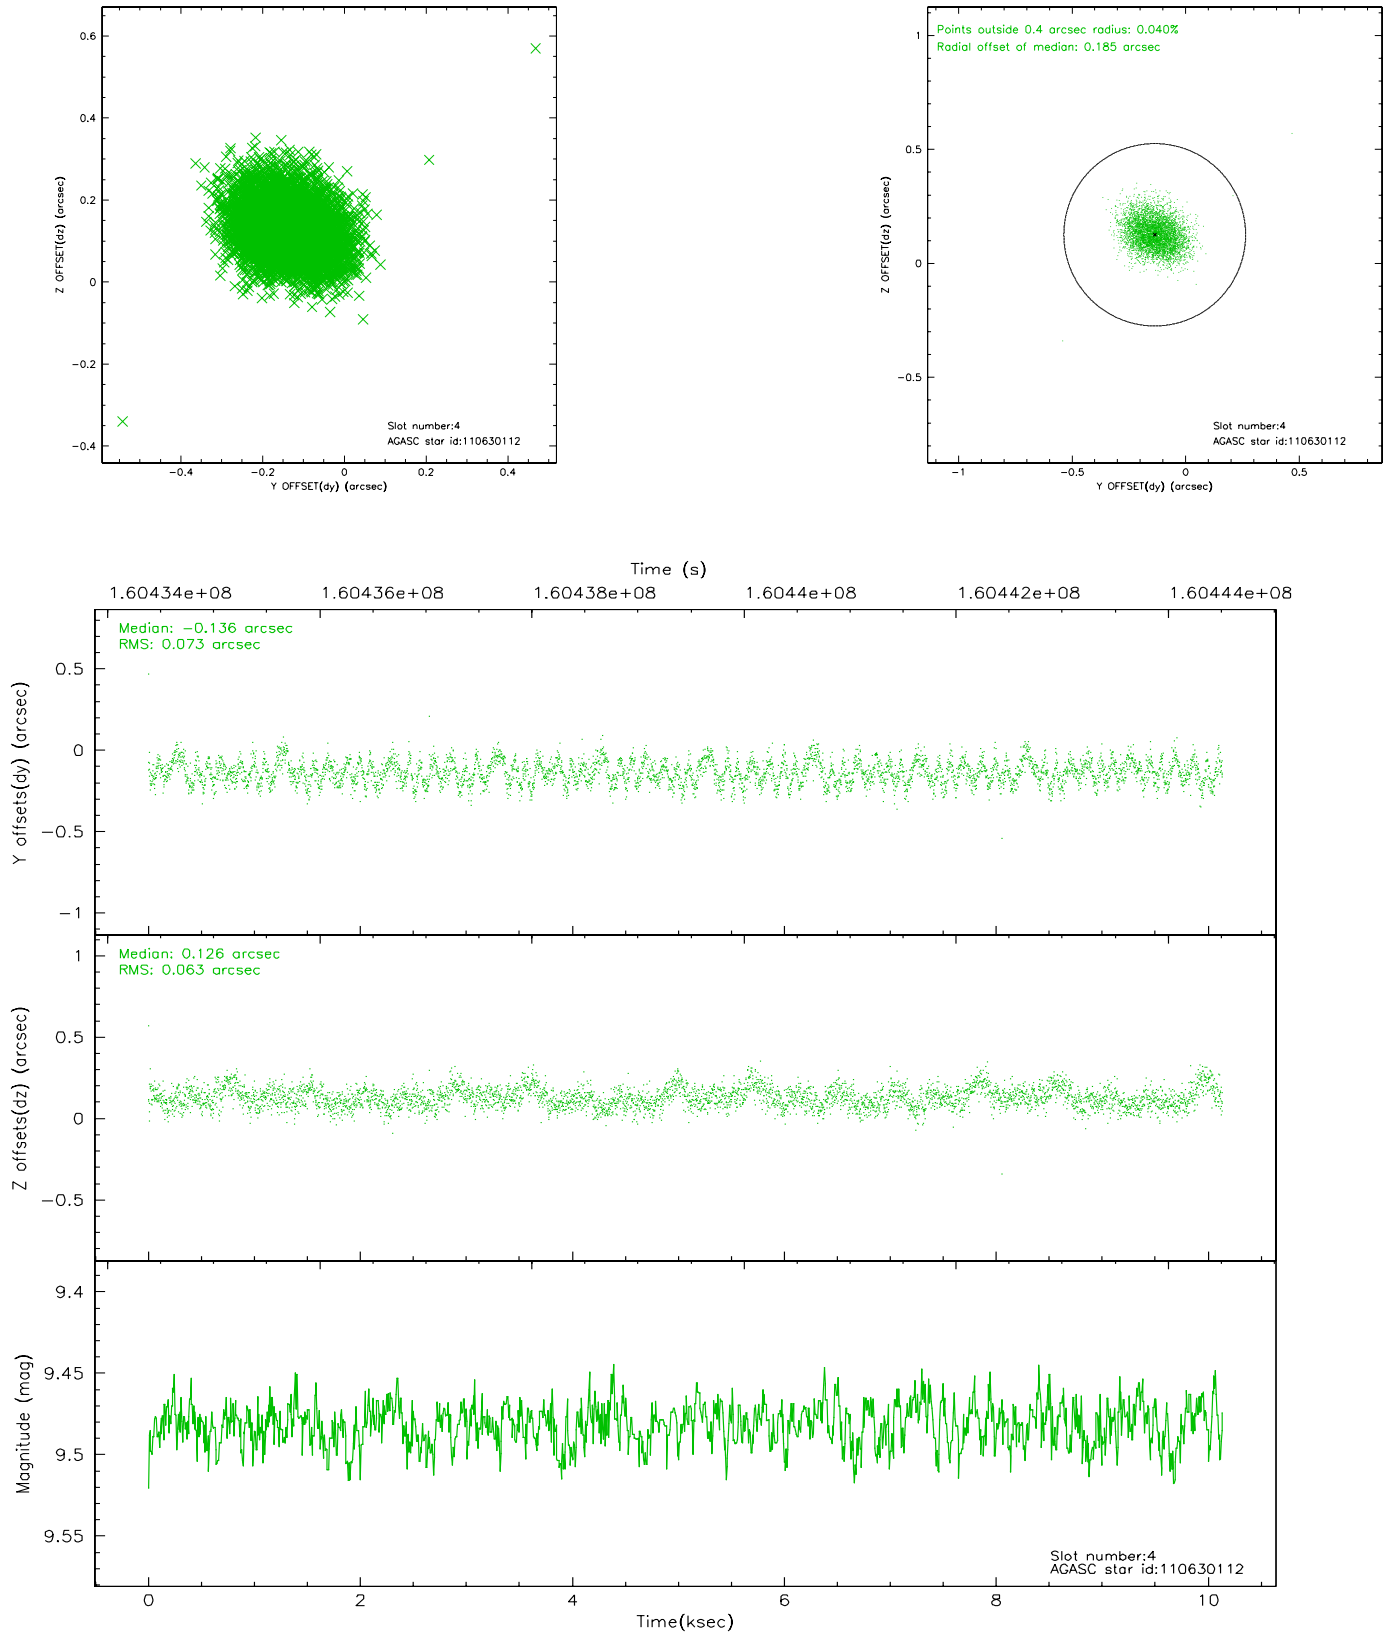 0.6
0.4
0.2
0
−0.2
−0.4
Z OFFSET(dz) (arcsec)
Slot number:4
AGASC star id:110630112
−0.4 −0.2 0 0.2 0.4
Y OFFSET(dy) (arcsec)
Points outside 0.4 arcsec radius: 0.040%
Radial offset of median: 0.185 arcsec
1
0.5
0
−0.5
Z OFFSET(dz) (arcsec)
Slot number:4
AGASC star id:110630112
−1 −0.5 0 0.5
Y OFFSET(dy) (arcsec)
Time (s)
1.60434e+08 1.60436e+08 1.60438e+08 1.6044e+08 1.60442e+08 1.60444e+08
Median: −0.136 arcsec
RMS: 0.073 arcsec
0.5
0
−0.5
−1
Y offsets(dy) (arcsec)
Median: 0.126 arcsec
RMS: 0.063 arcsec
1
0.5
0
−0.5
Z offsets(dz) (arcsec)
9.4
9.45
9.5
9.55
Magnitude (mag)
Slot number:4
AGASC star id:110630112
0 2 4 6 8 10
Time(ksec)